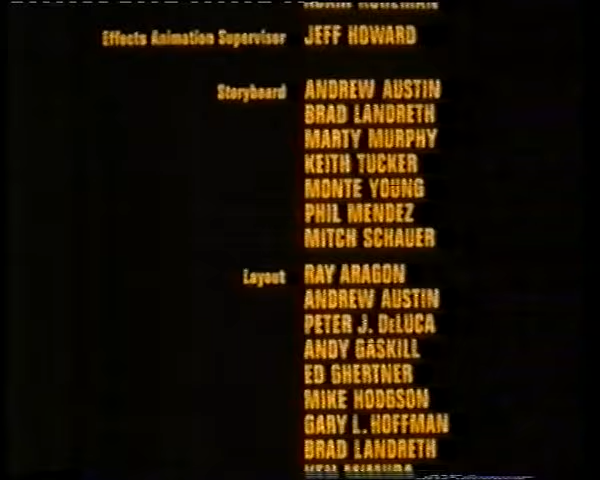 Effects Animation Supervisor JEFF HOWARD
Storyboard ANDREW AUSTIN
BRAD LANDRETH
MARTY MURPHY
KEITH TUCKER
MONTE YOUNG
PHIL MENDEZ
MITCH SCHAUER
Layout RAY ARAGON
ANDREW AUSTIN
PETER J. DeLUCA
ANDY GASKILL
ED GHERTNER
MIKE HODGSON
GARY L. HOFFMAN
BRAD LANDRETH